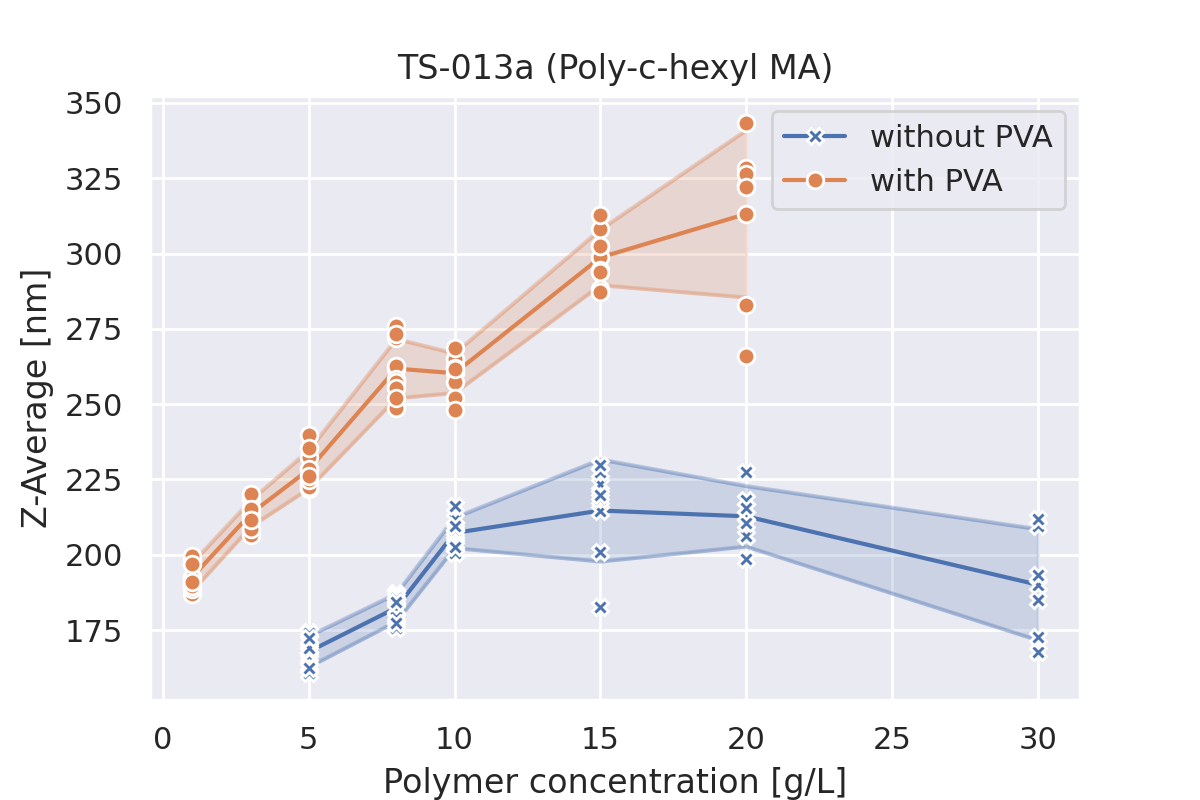 TS-013a (Poly-c-hexyl MA)
without PVA
with PVA
Z-Average [nm]
350
325
300
275
250
225
200
175
0 5 10 15 20 25 30
Polymer concentration [g/L]